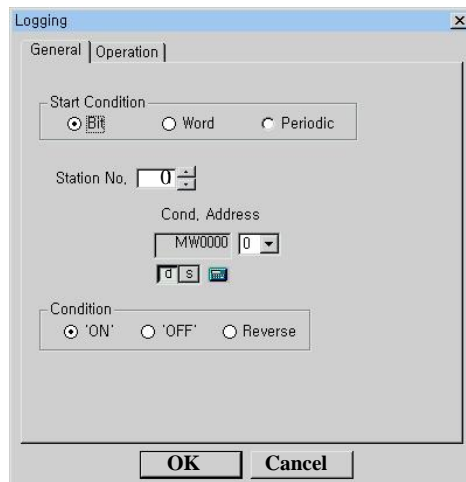 Logging
General Operation
Start Condition
Bit Word Periodic
Station No, 0
Cond, Address
MW0000 0
d s
Condition
'ON' 'OFF' Reverse
OK Cancel